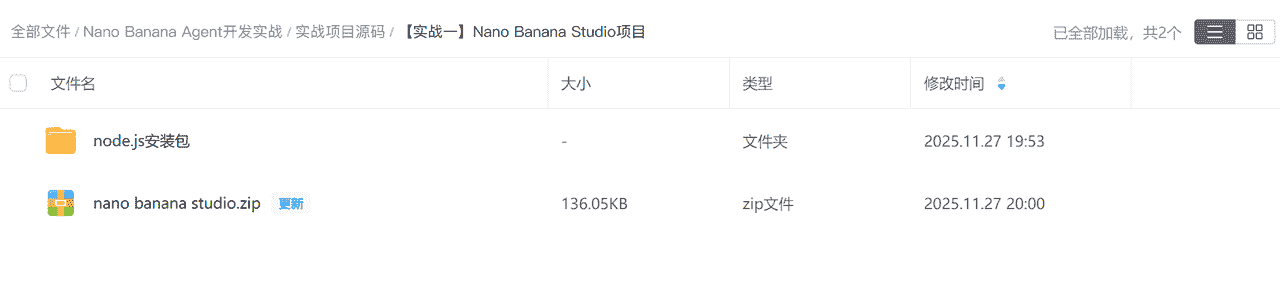 全部文件 / Nano Banana Agent开发实战 / 实战项目源码 / 【实战一】Nano Banana Studio项目 已全部加载，共2个
文件名 大小 类型 修改时间
node.js安装包 - 文件夹 2025.11.27 19:53
nano banana studio.zip 更新 136.05KB zip文件 2025.11.27 20:00